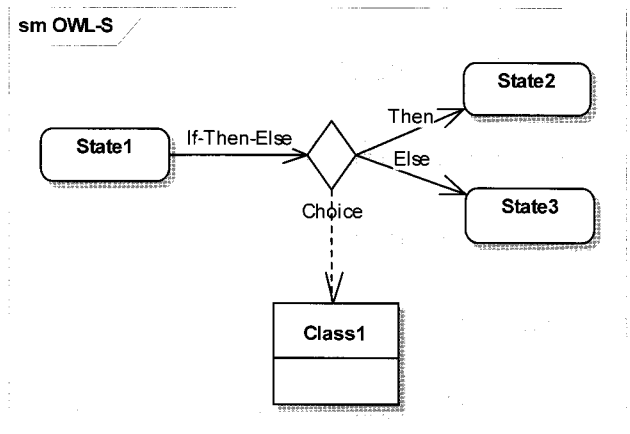 sm OWL-S
State2
Then
If-Then-Else
State1
Else
State3
Choice
Class1